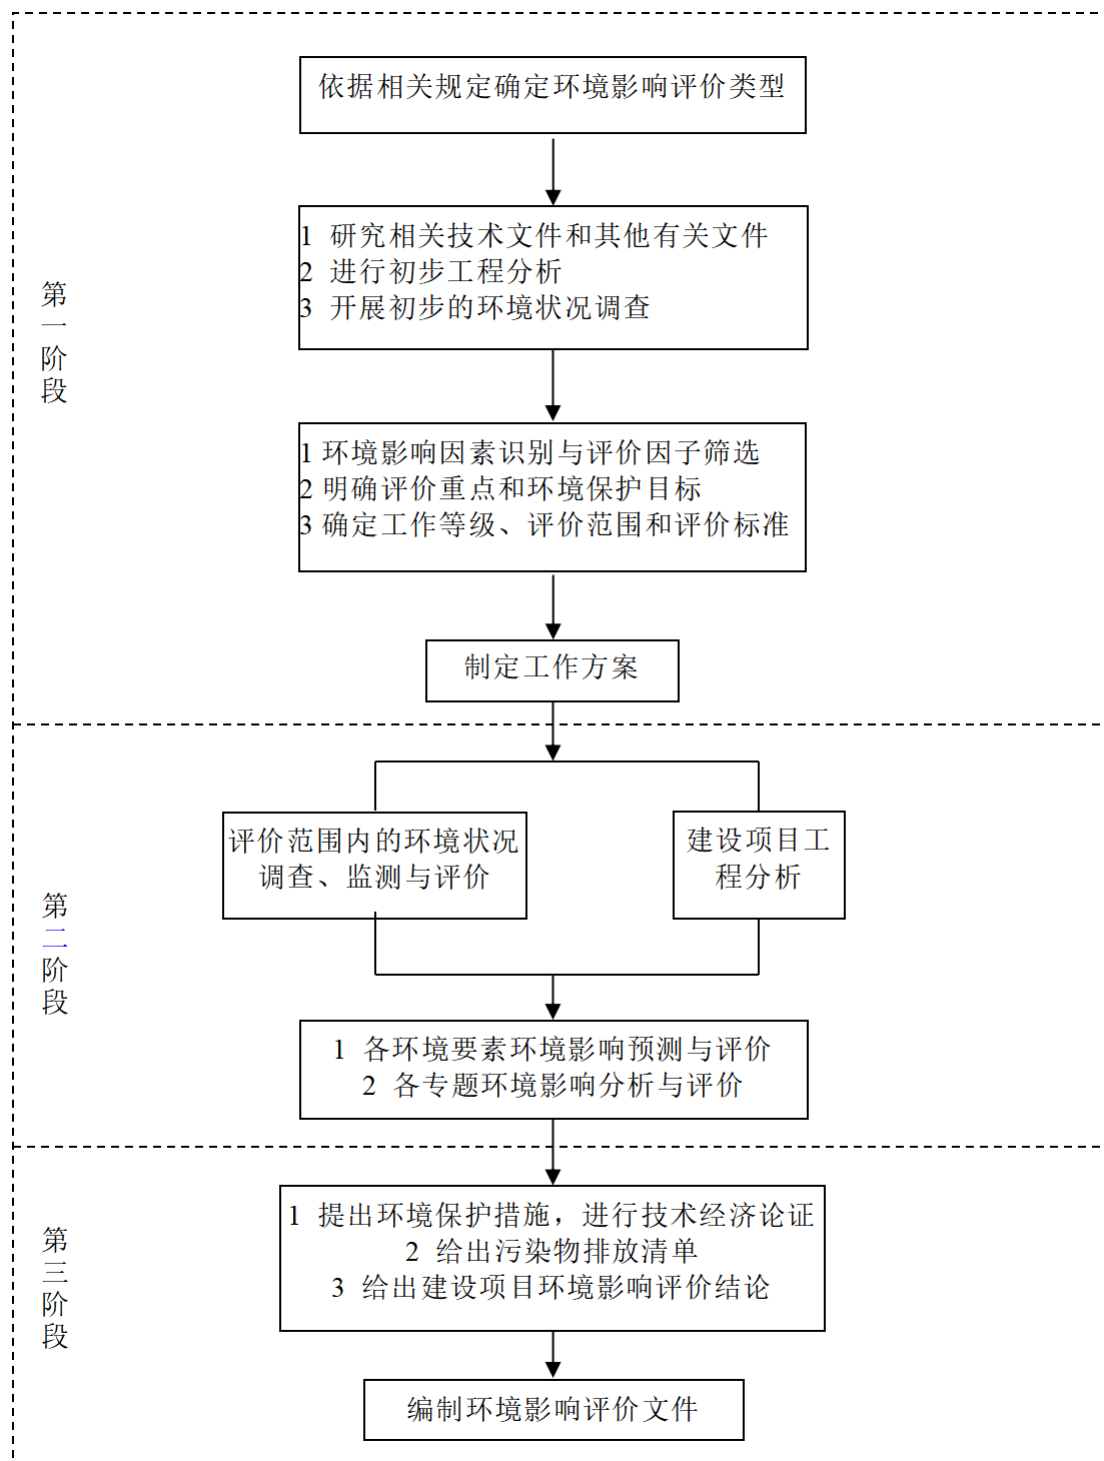 依据相关规定确定环境影响评价类型
1 研究相关技术文件和其他有关文件
2 进行初步工程分析
3 开展初步的环境状况调查
第一阶段
1 环境影响因素识别与评价因子筛选
2 明确评价重点和环境保护目标
3 确定工作等级、评价范围和评价标准
制定工作方案
评价范围内的环境状况
调查、监测与评价
建设项目工
程分析
第二阶段
1 各环境要素环境影响预测与评价
2 各专题环境影响分析与评价
1 提出环境保护措施，进行技术经济论证
2 给出污染物排放清单
3 给出建设项目环境影响评价结论
第三阶段
编制环境影响评价文件